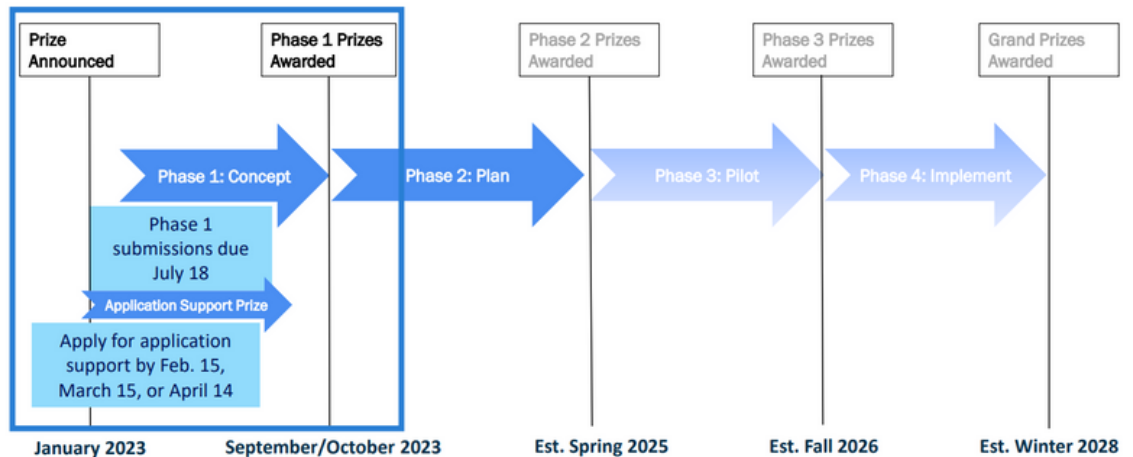 Prize
Announced
Phase 1 Prizes
Awarded
Phase 2 Prizes
Awarded
Phase 3 Prizes
Awarded
Grand Prizes
Awarded
Phase 1: Concept
Phase 2: Plan
Phase 3: Pilot
Phase 4: Implement
Phase 1
submissions due
July 18
Application Support Prize
Apply for application
support by Feb. 15,
March 15, or April 14
January 2023
September/October 2023
Est. Spring 2025
Est. Fall 2026
Est. Winter 2028